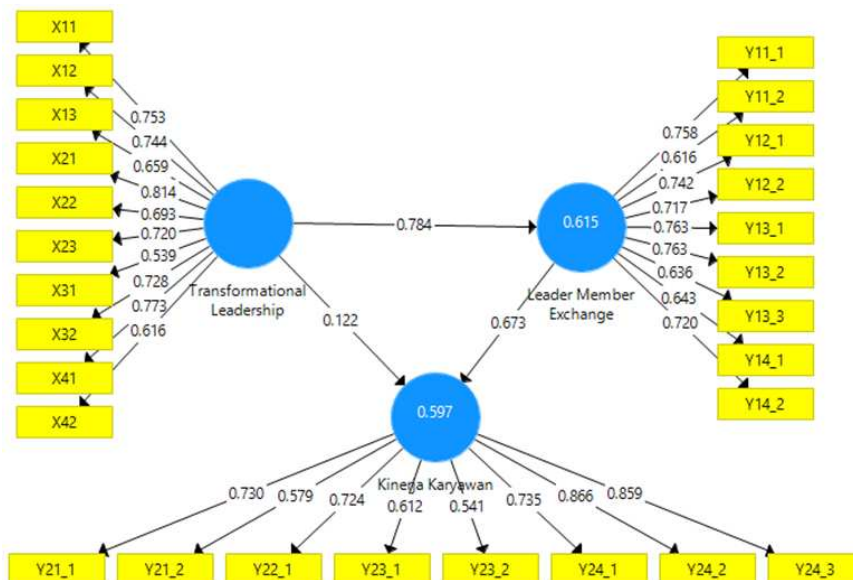 X11
X12
X13
X21
X22
X23
X31
X32
X41
X42
0.753
0.744
0.659
0.814
0.693
0.720
0.539
0.728
0.773
0.616
Transformational
Leadership
0.784
0.122
0.615
Leader Member
Exchange
0.673
0.758
0.616
0.742
0.717
0.763
0.763
0.636
0.643
0.720
Y11_1
Y11_2
Y12_1
Y12_2
Y13_1
Y13_2
Y13_3
Y14_1
Y14_2
0.597
Kinerja Karyawan
0.730
0.579
0.724
0.612
0.541
0.735
0.866
0.859
Y21_1
Y21_2
Y22_1
Y23_1
Y23_2
Y24_1
Y24_2
Y24_3